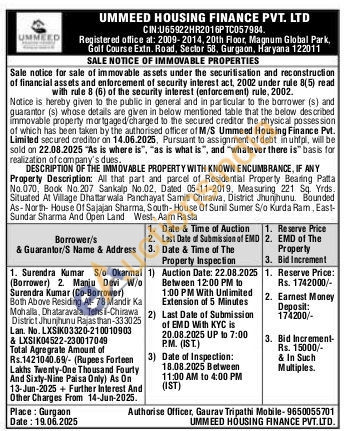 UMMEED
UMMEED HOUSING FINANCE PVT. LTD
CIN:U65922HR2016PTC057984.
Registered office at: 2009- 2014, 20th Floor, Magnum Global Park,
Golf Course Extn. Road, Sector 58, Gurgaon, Haryana 122011
SALE NOTICE OF IMMOVABLE PROPERTIES
Sale notice for sale of immovable assets under the securitisation and reconstruction
of financial assets and enforcement of security interest act, 2002 under rule 8(5) read
with rule 8 (6) of the security interest (enforcement) rule, 2002.
Notice is hereby given to the public in general and in particular to the borrower (s) and
guarantor (s) whose details are given in below mentioned table that the below described
immovable property mortgaged/charged to the secured creditor the physical possession
of which has been taken by the authorised officer of M/S Ummeed Housing Finance Pvt.
Limited secured creditor on 14.06.2025, Pursuant to assignment debt in uhfpl, will be
sold on 22.08.2025 "As is where is", "as is what is", and whatever there is" basis for
realization of company's dues.
DESCRIPTION OF THE IMMOVABLE PROPERTY WITH KNOWN ENCUMBRANCE, IF ANY
Property Description: All that part and parcel of Residential Property Bearing Patta
No.070, Book No.207 Sankalp No.02, Dated 05-11-2019, Measuring 221 Sq. Yrds.
Situated At Village Dhattarwala Panchayat Samiti Chirawa, District Jhunjhunu. Bounded
As- North- House Of Sajajan Sharma, South- House Of Sunil Sumer S/o Kurda Ram, East-
Sundar Sharma And Open Land West- Aam Rasta
Borrower/s
& Guarantor/S Name & Address
1. Date & Time of Auction
2. Last Date of Submission of EMD
3. Date & Time of The
Property Inspection
1. Reserve Price
2. EMD of The
Property
3. Bid Increment
1. Surendra Kumar S/o Parmal
(Borrower) 2. Manju Devi W/o
Surendra Kumar (Co-Borrower)
Both Above Residing At
Mohalla, Dhataravala, Tehsil-Chirawa
District Jhunjhunu Rajasthan-333025
Lan. No. LXSIK03320-210010903
& LXSIK04522-230017049
Total Agregrate Amount of
Rs.1421040.69/- (Rupees Forteen
Lakhs Twenty-One Thousand Fourty
And Sixty-Nine Paisa Only) As On
13-Jun-2025 + Further Interest And
Other Charges From 14-Jun-2025.
1) Auction Date: 22.08.2025
Between 12:00 PM to
1:00 PM With Unlimited
Extension of 5 Minutes
2) Last Date of Submission
of EMD With KYC is
20.08.2025 UP to 7:00
P.M. (IST.)
3) Date of Inspection:
18.08.2025 Between
11:00 AM to 4:00 PM
(IST)
1. Reserve Price:
Rs. 1742000/-
2. Earnest Money
Deposit:
174200/-
3. Bid Increment-
Rs. 15000/-
& In Such
Multiples.
Place : Gurgaon
Date : 19.06.2025
Authorise Officer, Gaurav Tripathi Mobile- 9650055701
UMMEED HOUSING FINANCE PVT. LTD.